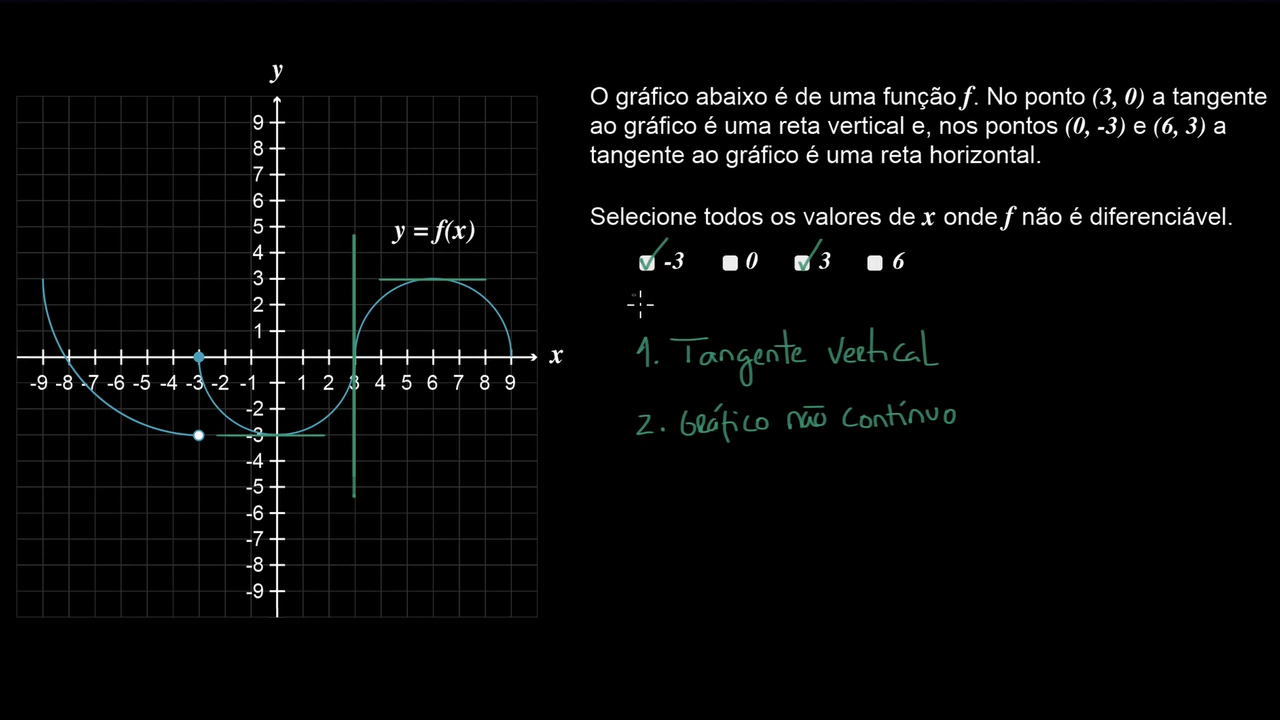 y
O gráfico abaixo é de uma função f. No ponto (3, 0) a tangente
ao gráfico é uma reta vertical e, nos pontos (0, -3) e (6, 3) a
tangente ao gráfico é uma reta horizontal.
Selecione todos os valores de x onde f não é diferenciável.
-3 0 3 6
1. Tangente Vertical
2. Gráfico não contínuo
y = f(x)
9
8
7
6
5
4
3
2
1
x
-9 -8 -7 -6 -5 -4 -3 -2 -1 1 2 3 4 5 6 7 8 9
-2
-3
-4
-5
-6
-7
-8
-9